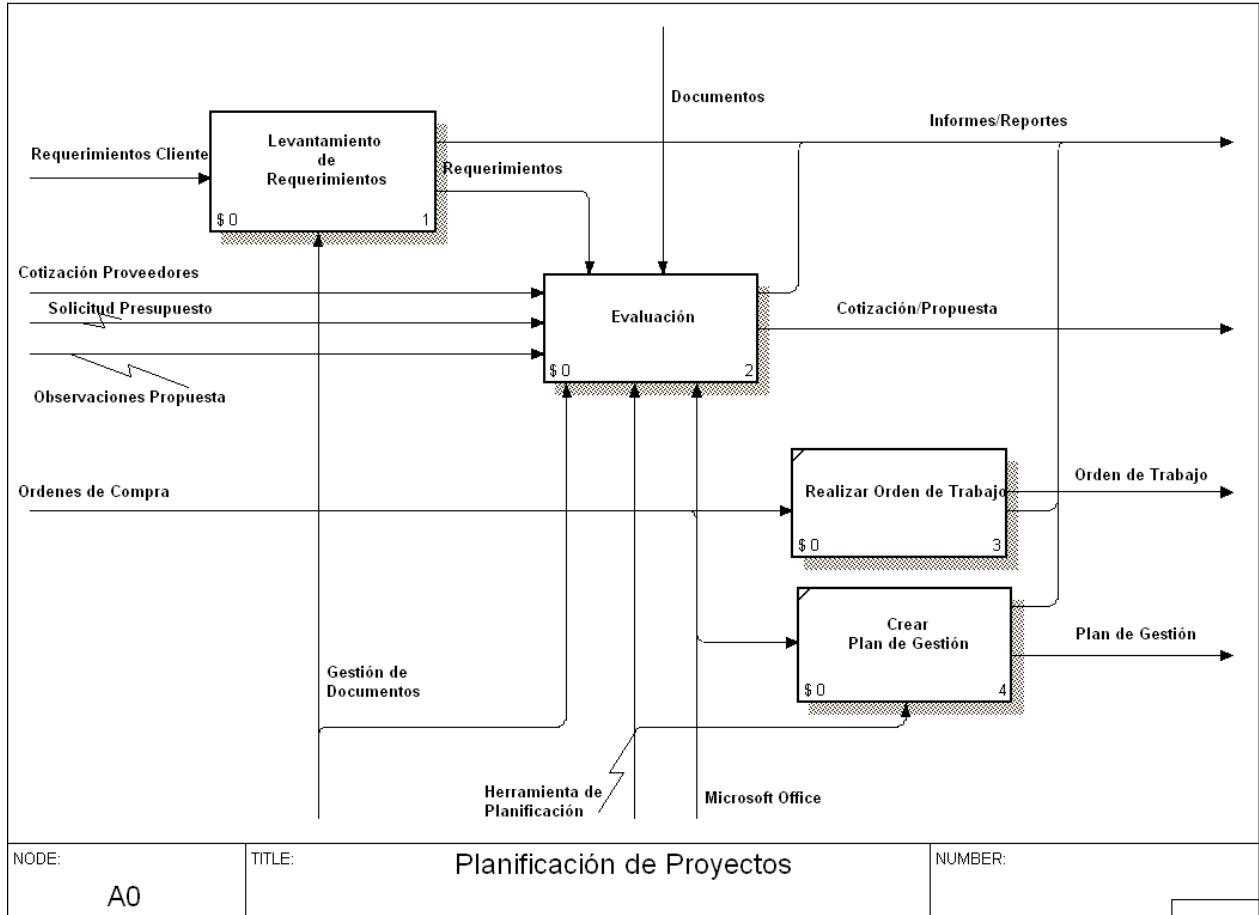 Documentos
Informes/Reportes
Levantamiento
de
Requerimientos
$ 0
1
Requerimientos Cliente
Requerimientos
Cotización Proveedores
Solicitud Presupuesto
Observaciones Propuesta
Evaluación
$ 0
2
Cotización/Propuesta
Ordenes de Compra
Realizar Orden de Trabajo
$ 0
3
Orden de Trabajo
Crear
Plan de Gestión
$ 0
4
Plan de Gestión
Gestión de
Documentos
Herramienta de
Planificación
Microsoft Office
NODE:
A0
TITLE:
Planificación de Proyectos
NUMBER: